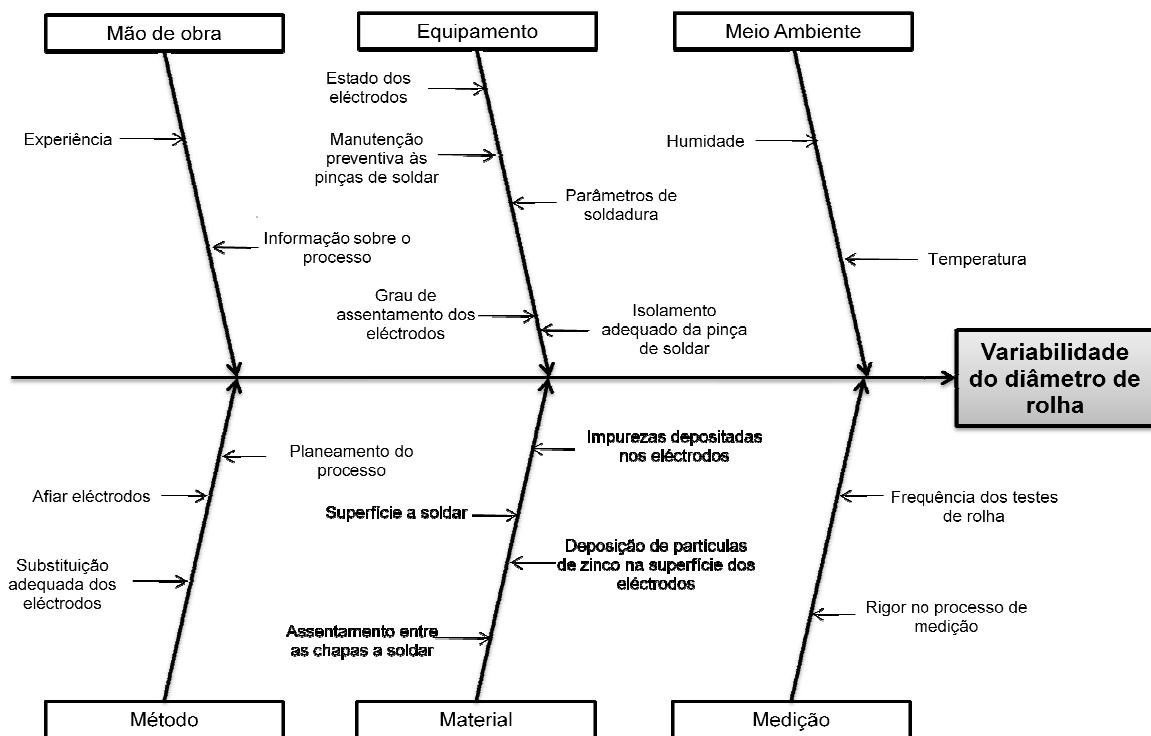 Mão de obra
Equipamento
Meio Ambiente
Experiência
Informação sobre o
processo
Estado dos
eléctrodos
Manutenção
preventiva às
pinças de soldar
Parâmetros de
soldadura
Grau de
assentamento dos
eléctrodos
Isolamento
adequado da pinça
de soldar
Humidade
Temperatura
Variabilidade
do diâmetro de
rolha
Planeamento do
processo
Afiar eléctrodos
Substituição
adequada dos
eléctrodos
Impurezas depositadas
nos eléctrodos
Superfície a soldar
Deposição de partículas
de zinco na superfície dos
eléctrodos
Assentamento entre
as chapas a soldar
Frequência dos testes
de rolha
Rigor no processo de
medição
Método
Material
Medição